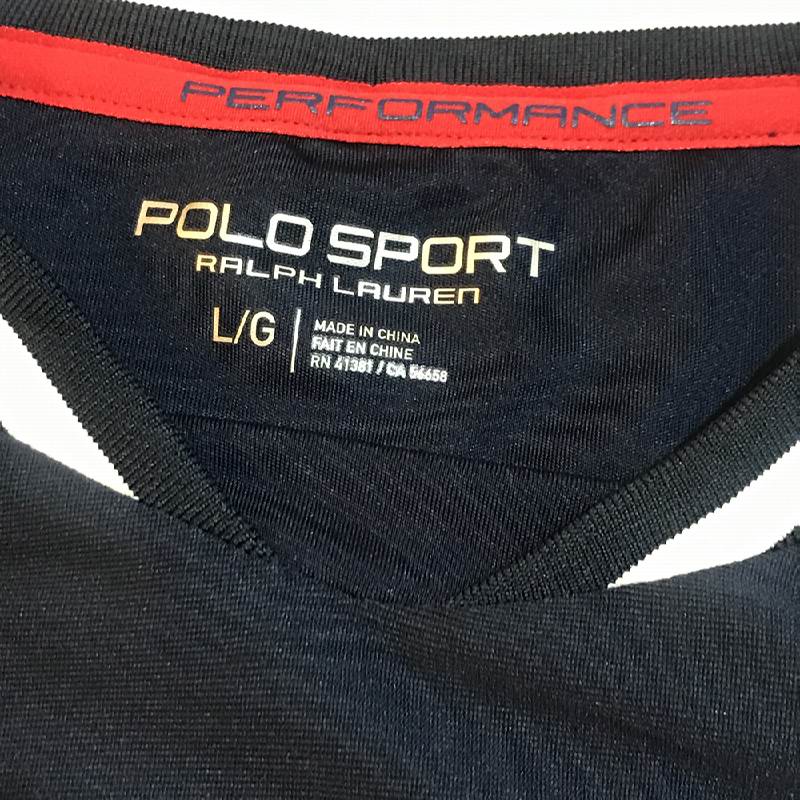 PERFORMANCE
POLO SPORT
RALPH LAUREN
L/G
MADE IN CHINA
FAIT EN CHINE
RN 41381 / CA 56658